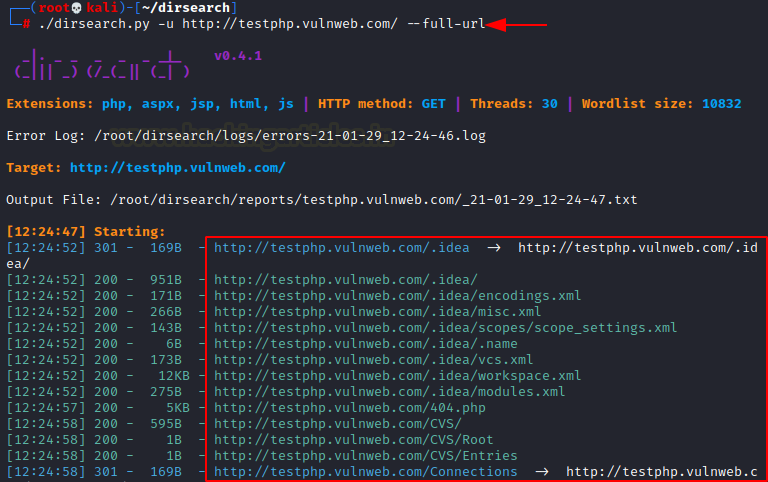 (root💀kali)-[~/dirsearch]
# ./dirsearch.py -u http://testphp.vulnweb.com/ --full-url
dirsearch v0.4.1
Extensions: php, aspx, jsp, html, js | HTTP method: GET | Threads: 30 | Wordlist size: 10832
Error Log: /root/dirsearch/logs/errors-21-01-29_12-24-46.log
Target: http://testphp.vulnweb.com/
Output File: /root/dirsearch/reports/testphp.vulnweb.com/_21-01-29_12-24-47.txt
[12:24:47] Starting:
[12:24:52] 301 - 169B - http://testphp.vulnweb.com/.idea → http://testphp.vulnweb.com/.id
ea/
[12:24:52] 200 - 951B - http://testphp.vulnweb.com/.idea/
[12:24:52] 200 - 171B - http://testphp.vulnweb.com/.idea/encodings.xml
[12:24:52] 200 - 266B - http://testphp.vulnweb.com/.idea/misc.xml
[12:24:52] 200 - 143B - http://testphp.vulnweb.com/.idea/scopes/scope_settings.xml
[12:24:52] 200 - 6B - http://testphp.vulnweb.com/.idea/.name
[12:24:52] 200 - 173B - http://testphp.vulnweb.com/.idea/vcs.xml
[12:24:52] 200 - 12KB - http://testphp.vulnweb.com/.idea/workspace.xml
[12:24:52] 200 - 275B - http://testphp.vulnweb.com/.idea/modules.xml
[12:24:57] 200 - 5KB - http://testphp.vulnweb.com/404.php
[12:24:58] 200 - 595B - http://testphp.vulnweb.com/CVS/
[12:24:58] 200 - 1B - http://testphp.vulnweb.com/CVS/Root
[12:24:58] 200 - 1B - http://testphp.vulnweb.com/CVS/Entries
[12:24:58] 301 - 169B - http://testphp.vulnweb.com/Connections → http://testphp.vulnweb.c